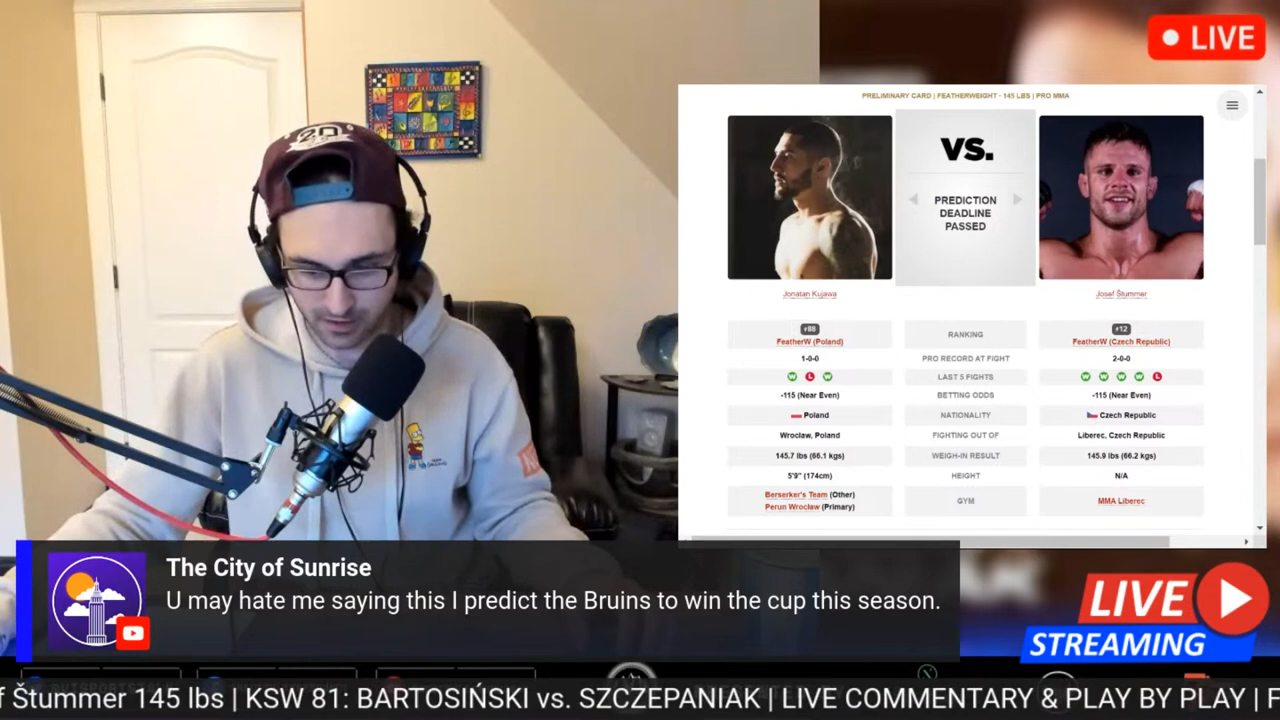 LIVE
PRELIMINARY CARD | FEATHERWEIGHT · 145 LBS | PRO MMA
VS.
PREDICTION
DEADLINE
PASSED
Jonatan Kujawa
Josef Štummer
#88
RANKING
#12
FeatherW (Poland)
FeatherW (Czech Republic)
1-0-0
PRO RECORD AT FIGHT
2-0-0
W L W
LAST 5 FIGHTS
W W W W L
-115 (Near Even)
BETTING ODDS
-115 (Near Even)
Poland
NATIONALITY
Czech Republic
Wroclaw, Poland
FIGHTING OUT OF
Liberec, Czech Republic
145.7 lbs (66.1 kgs)
WEIGH-IN RESULT
145.9 lbs (66.2 kgs)
5'9" (174cm)
HEIGHT
N/A
Berserker's Team (Other)
Perun Wrocław (Primary)
GYM
MMA Liberec
20
The City of Sunrise
U may hate me saying this I predict the Bruins to win the cup this season.
LIVE
STREAMING
f Štummer 145 lbs | KSW 81: BARTOSIŃSKI vs. SZCZEPANIAK | LIVE COMMENTARY & PLAY BY PLAY | F